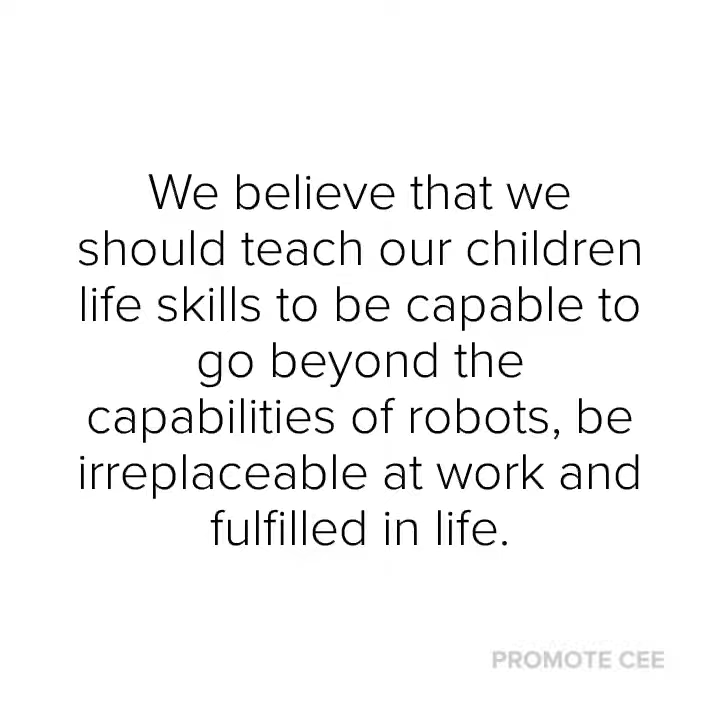 We believe that we
should teach our children
life skills to be capable to
go beyond the
capabilities of robots, be
irreplaceable at work and
fulfilled in life.
PROMOTE CEE